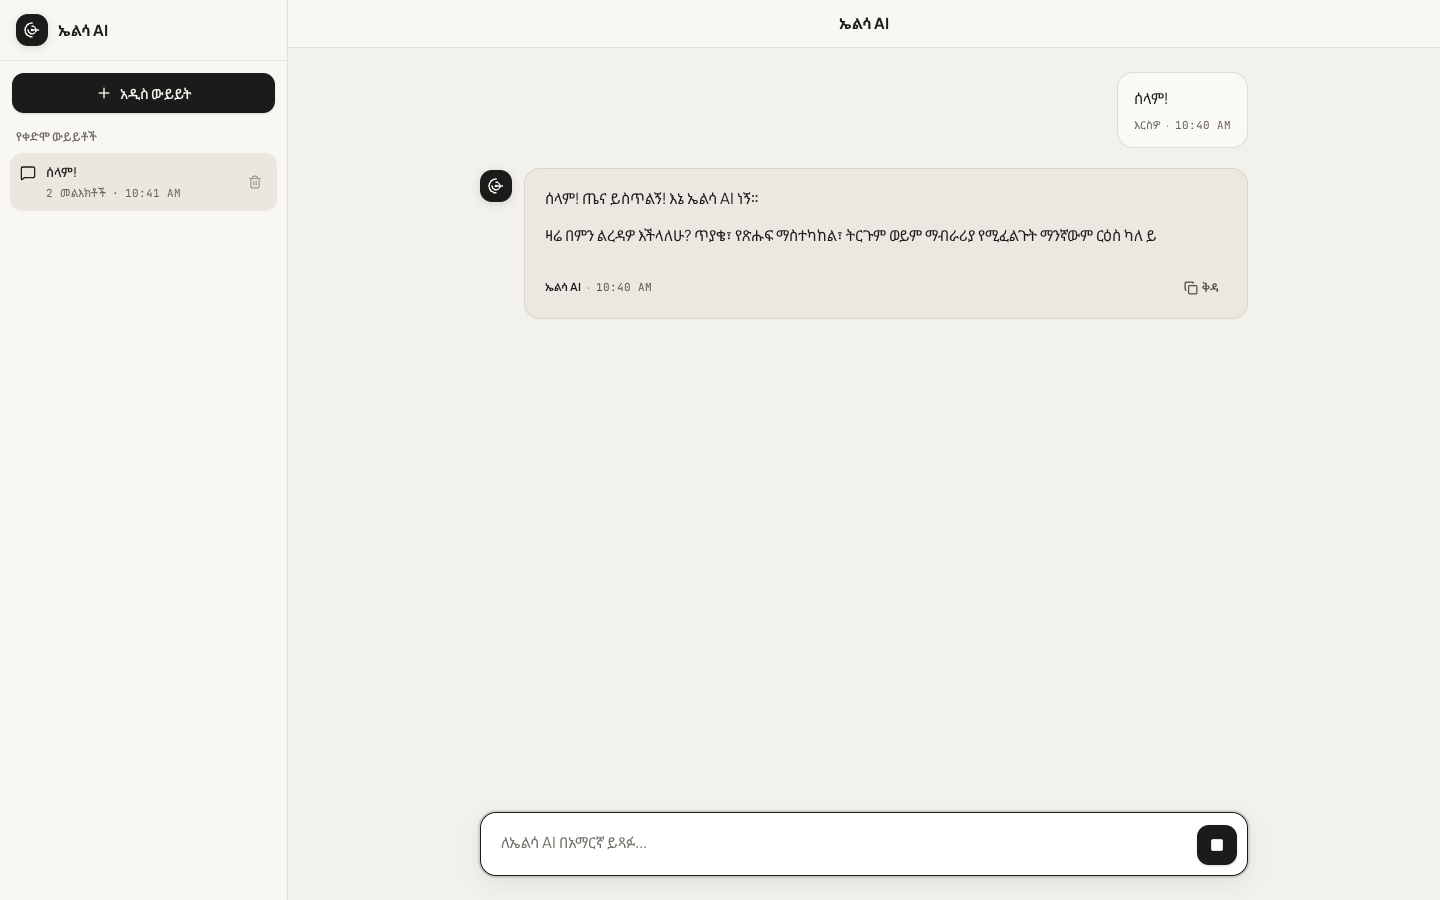 ኤልሳ AI
አዲስ ውይይት
የቀድሞ ውይይቶች
ሰላም!
2 መልእክቶች · 10:41 AM
ኤልሳ AI
ሰላም!
እርስዎ · 10:40 AM
ሰላም! ጤና ይስጥልኝ! እኔ ኤልሳ AI ነኝ።
ዛሬ በምን ልረዳዎ እችላለሁ? ጥያቄ፣ የጽሑፍ ማስተካከል፣ ትርጉም ወይም ማብራሪያ የሚፈልጉት ማንኛውም ርዕስ ካለ ይ
ኤልሳ AI · 10:40 AM
ቅዳ
ለኤልሳ AI በአማርኛ ይጻፉ...